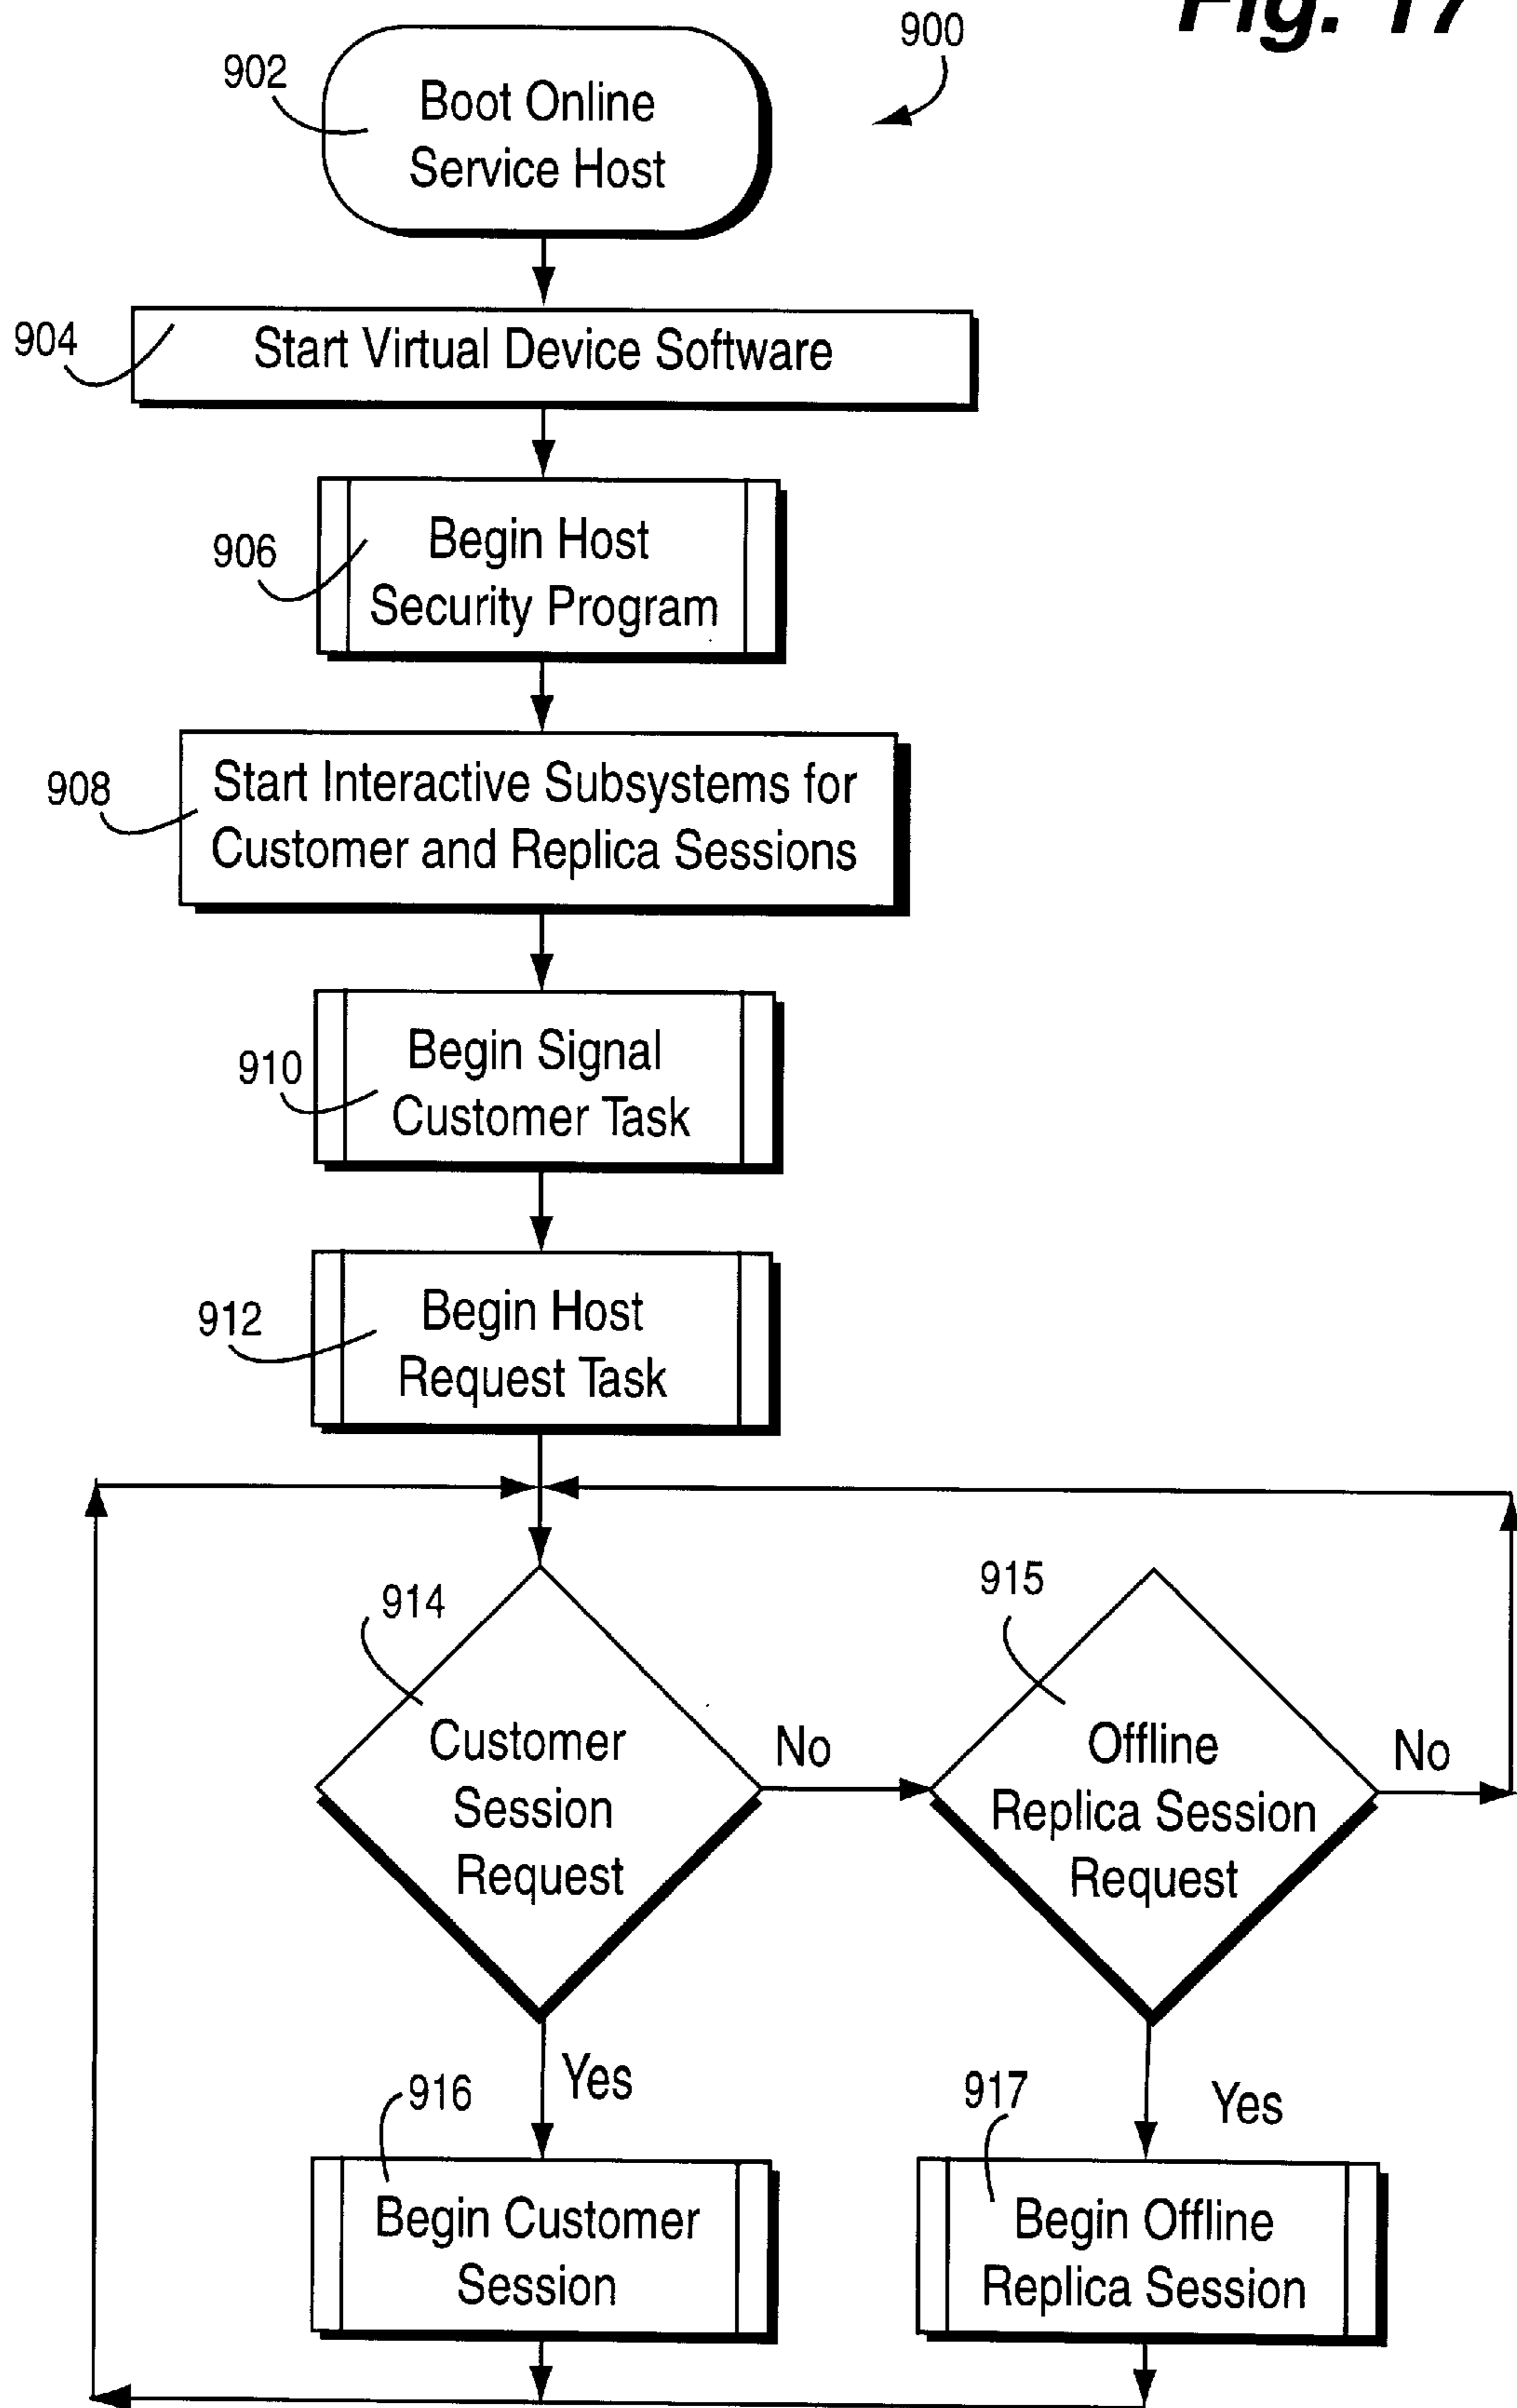 Fig. 17
900
902
Boot Online
Service Host
904
Start Virtual Device Software
906
Begin Host
Security Program
908
Start Interactive Subsystems for
Customer and Replica Sessions
910
Begin Signal
Customer Task
912
Begin Host
Request Task
914
Customer
Session
Request
No
915
Offline
Replica Session
Request
No
Yes
916
Begin Customer
Session
Yes
917
Begin Offline
Replica Session